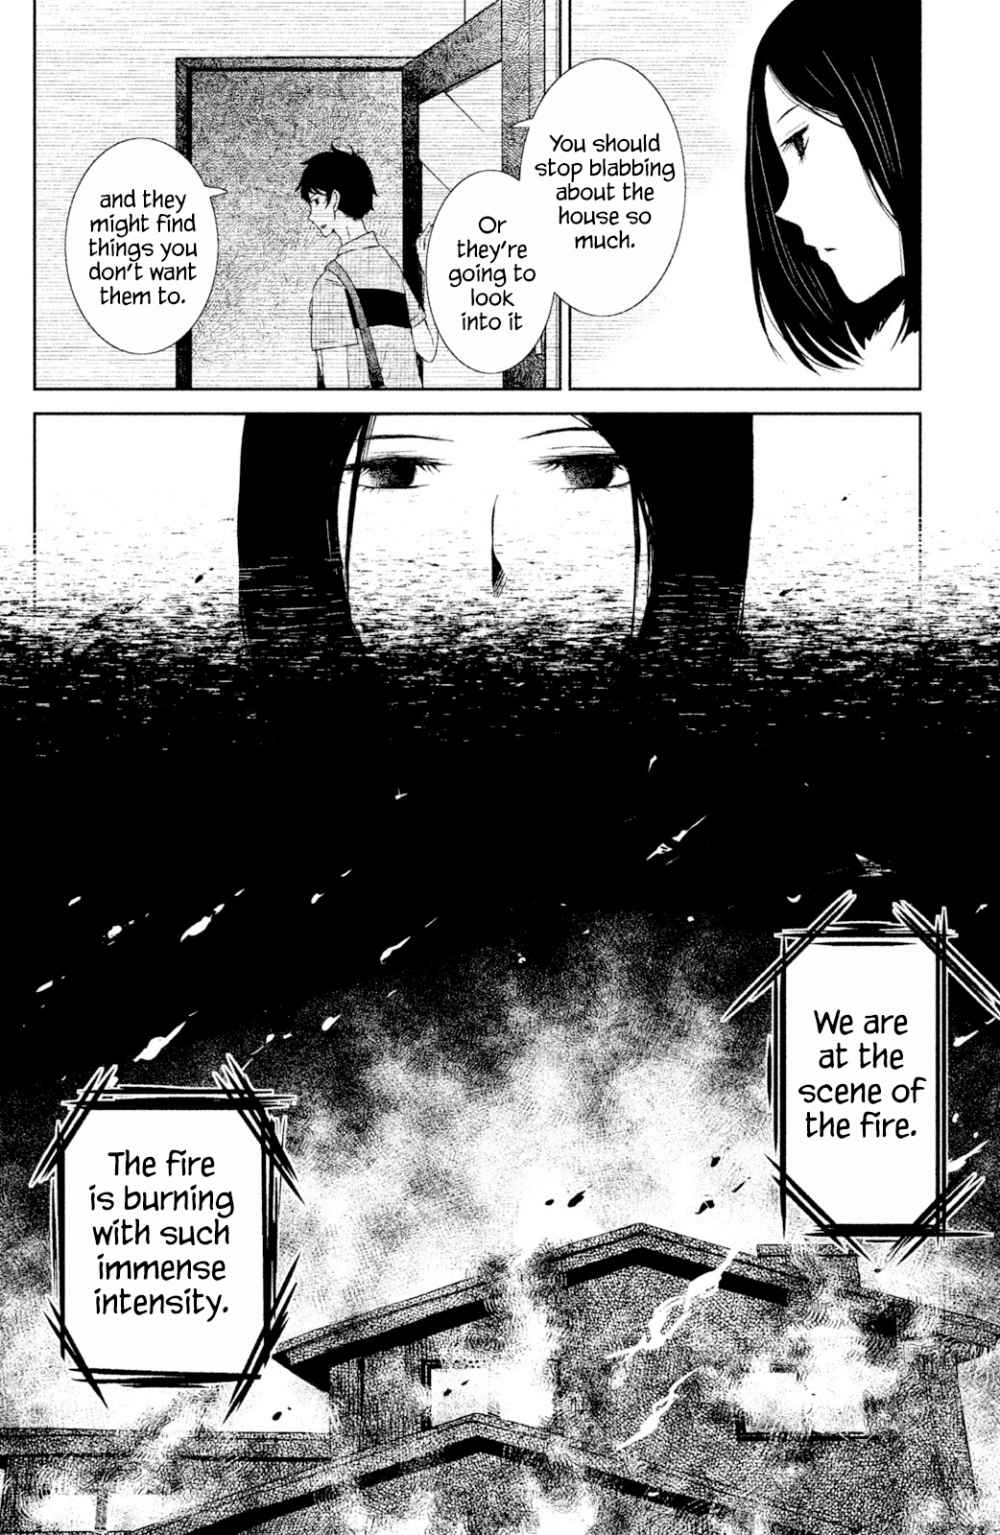 You should
stop blabbing
about the
house so
much.
Or
they're
going to
look
into it
and they
might find
things you
don't want
them to.
We are
at the
scene of
the fire.
The fire
is burning
with such
immense
intensity.